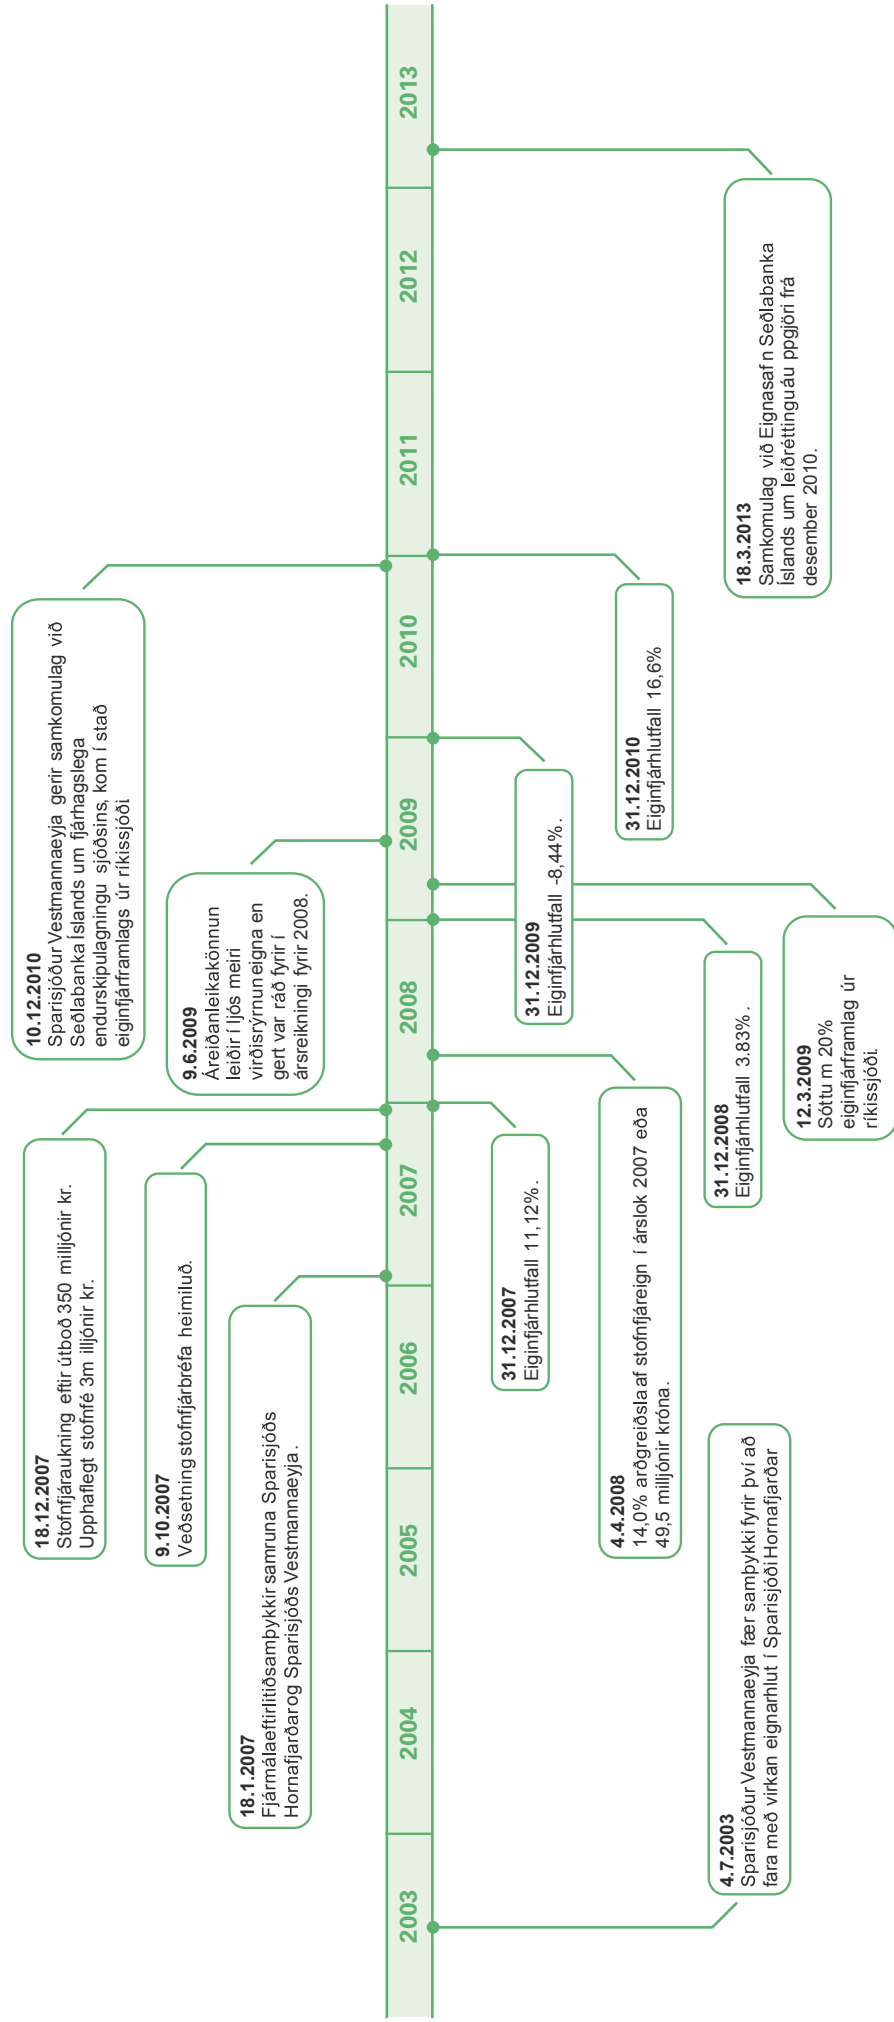 10.12.2010
Sparisjóður Vestmannaeyja gerir samkomulag við
Seðlabanka Íslands um fjárhagslega
endurskipulagningu sjóðsins, kom í stað
eiginfjárframlags úr ríkissjóði
18.12.2007
Stofnfjáraukning eftir útboð 350 milljónir kr.
Upphaflegt stofnfé 3m illjónir kr.
9.10.2007
Veðsetning stofnfjárbréfa heimiluð.
9.6.2009
Áreiðanleikakönnun
leiðir í ljós meiri
virðisrýrnun eigna en
gert var ráð fyrir í
ársreikningi fyrir 2008.
18.1.2007
Fjármálaeftirlitið samþykkir samruna Sparisjóðs
Hornafjarðar og Sparisjóðs Vestmannaeyja.
2003
2004
2005
2006
2007
2008
2009
2010
2011
2012
2013
31.12.2007
Eiginfjárhlutfall 11,12%.
31.12.2009
Eiginfjárhlutfall -8,44%.
4.4.2008
14,0% arðgreiðsla af stofnfjáreign í árslok 2007 eða
49,5 milljónir króna.
31.12.2010
Eiginfjárhlutfall 16,6%
4.7.2003
Sparisjóður Vestmannaeyja fær samþykki fyrir því að
fara með virkan eignarhlut í Sparisjóði Hornafjarðar
31.12.2008
Eiginfjárhlutfall 3.83%.
18.3.2013
Samkomulag við Eignasaf n Seðlabanka
Íslands um leiðréttinguáu ppgjöri frá
desember 2010.
12.3.2009
Sóttu m 20%
eiginfjárframlag úr
ríkissjóði.